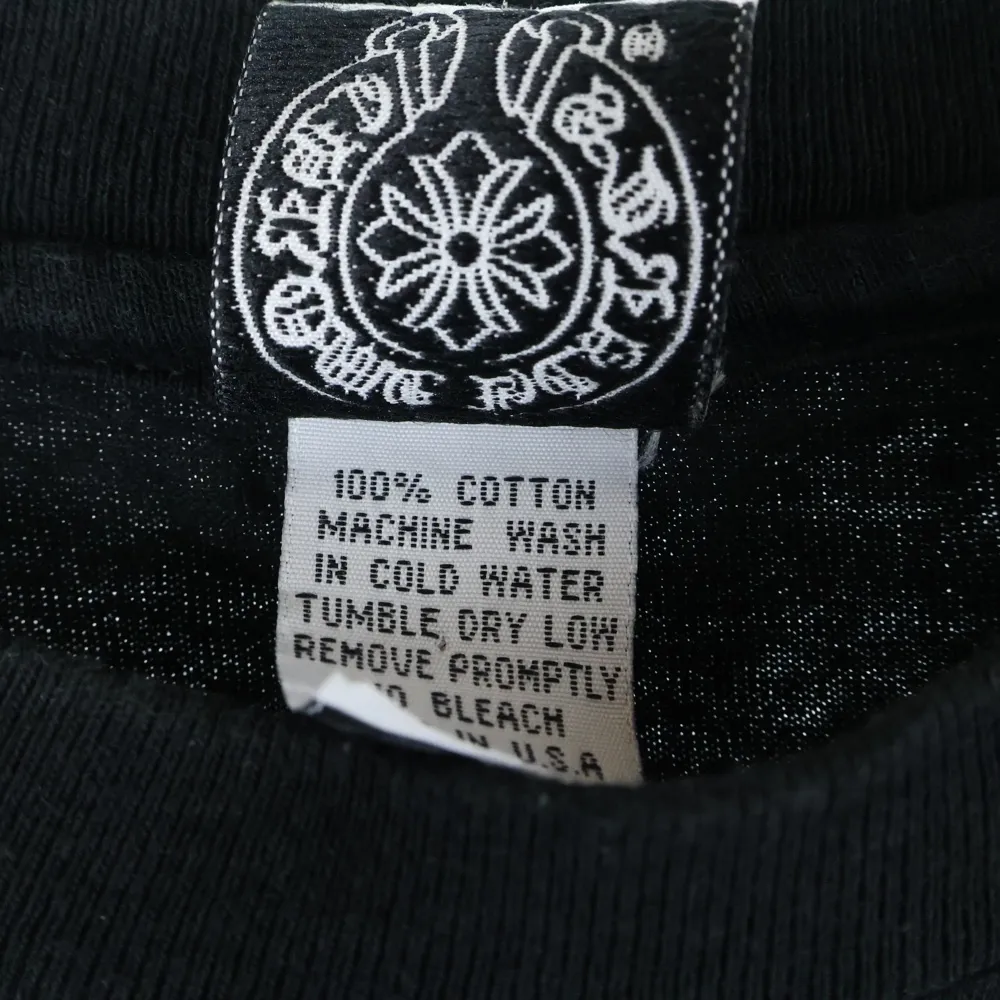 ®
100% COTTON
MACHINE WASH
IN COLD WATER
TUMBLE DRY LOW
REMOVE PROMPTLY
BLEACH
IN U.S.A